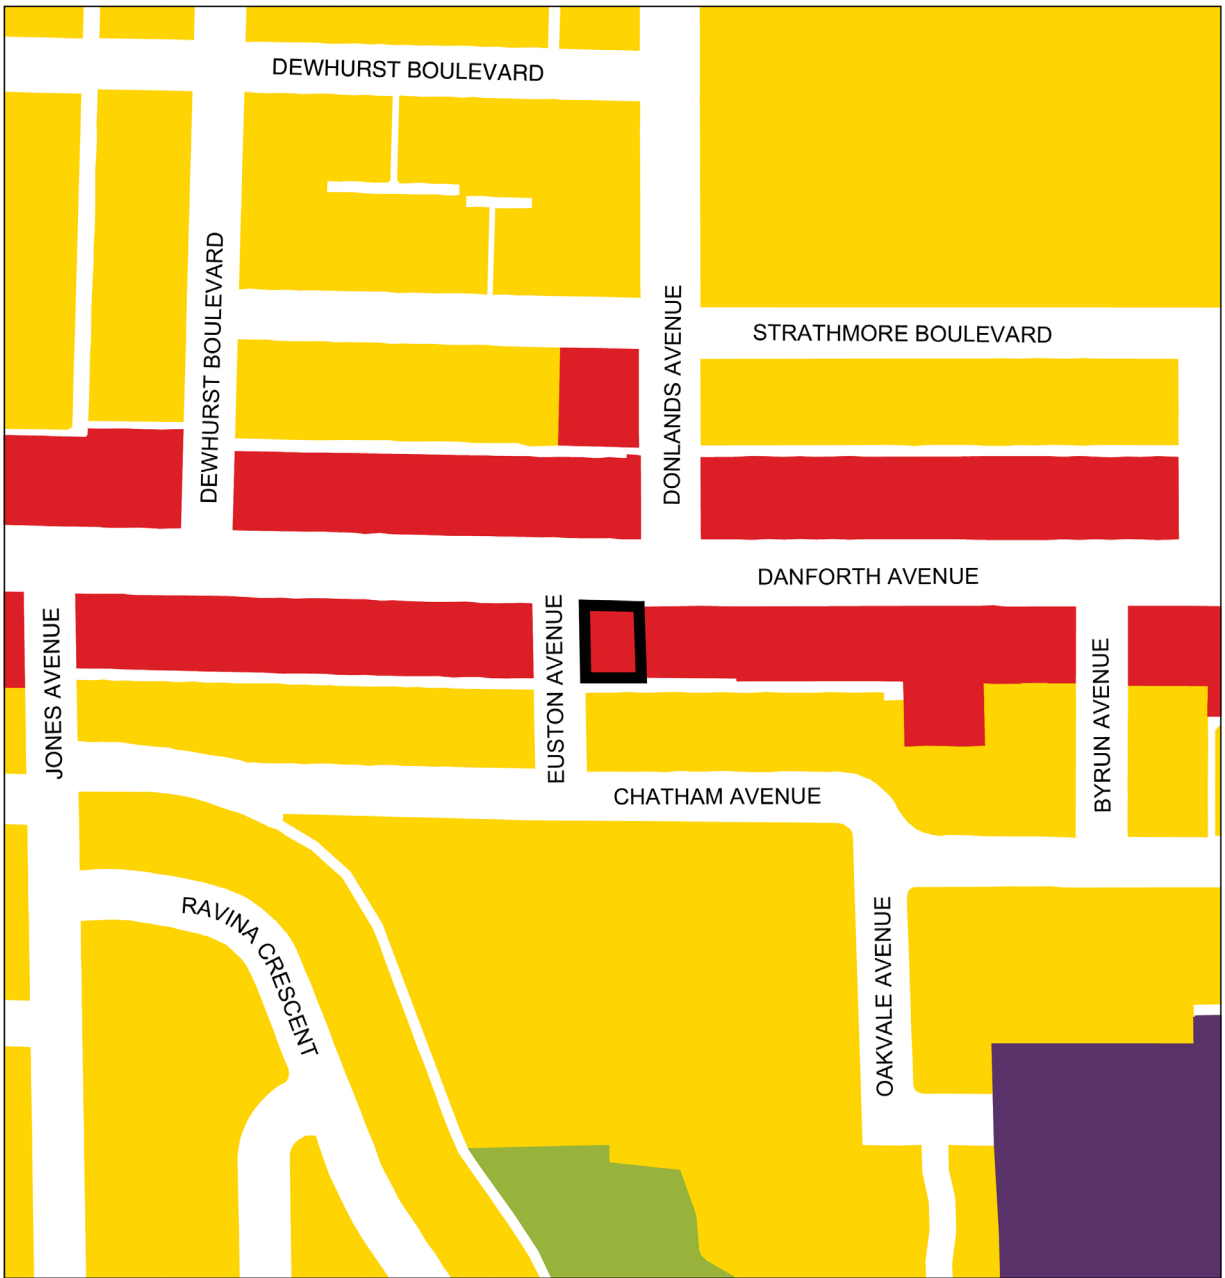 DEWHURST BOULEVARD
DEWHURST BOULEVARD
DONLANDS AVENUE
STRATHMORE BOULEVARD
DANFORTH AVENUE
JONES AVENUE
EUSTON AVENUE
BYRUN AVENUE
CHATHAM AVENUE
RAVINA CRESCENT
OAKVALE AVENUE